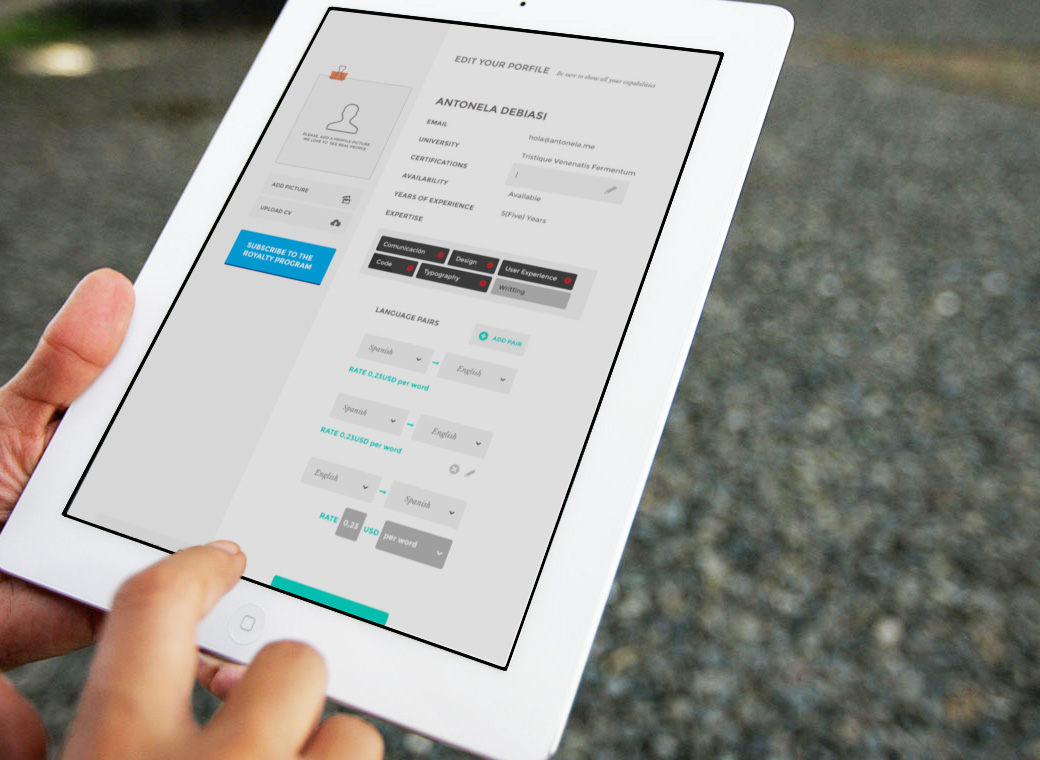 EDIT YOUR PORFILE Be sure to show all your capabilities
PLEASE, ADD A PROFILE PICTURE
WE LOVE TO SEE REAL PEOPLE
ADD PICTURE
UPLOAD CV
SUBSCRIBE TO THE
ROYALTY PROGRAM
ANTONELA DEBIASI
EMAIL hola@antonela.me
UNIVERSITY Tristique Venenatis Fermentum
CERTIFICATIONS
AVAILABILITY Available
YEARS OF EXPERIENCE 5(Five) Years
EXPERTISE
Comunicación Design User Experience
Code Typography Writting
LANGUAGE PAIRS ADD PAIR
Spanish → English
RATE 0,23USD per word
Spanish → English
RATE 0,23USD per word
English → Spanish
RATE 0,23 USD per word